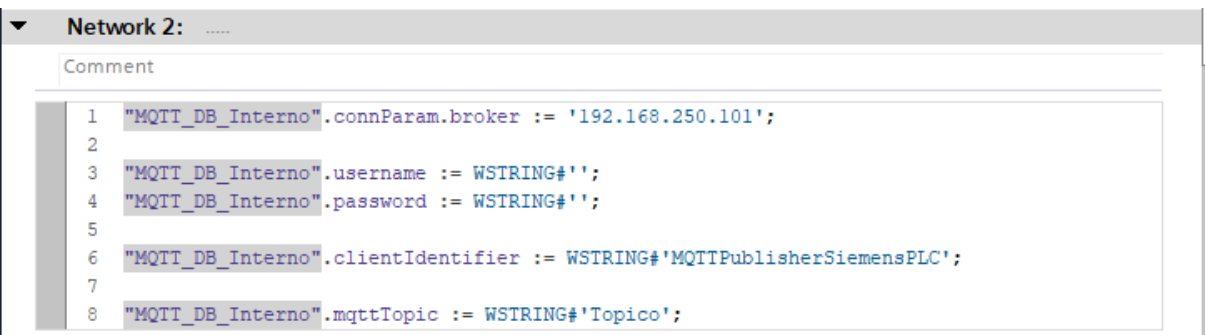 Network 2: .....
Comment
1 "MQTT_DB_Interno".connParam.broker := '192.168.250.101';
2
3 "MQTT_DB_Interno".username := WSTRING#'';
4 "MQTT_DB_Interno".password := WSTRING#'';
5
6 "MQTT_DB_Interno".clientIdentifier := WSTRING#'MQTTPublisherSiemensPLC';
7
8 "MQTT_DB_Interno".mqttTopic := WSTRING#'Topico';